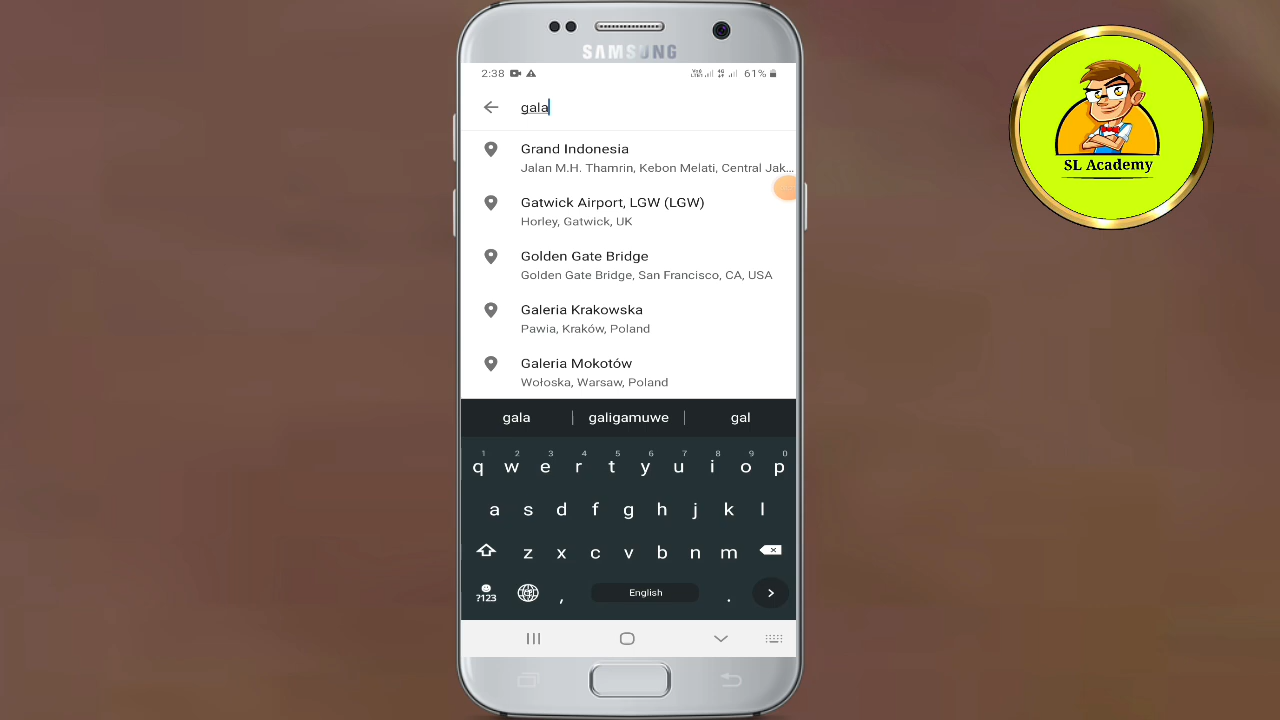 SAMSUNG
2:38
61%
gala
Grand Indonesia
Jalan M.H. Thamrin, Kebon Melati, Central Jak...
Gatwick Airport, LGW (LGW)
Horley, Gatwick, UK
Golden Gate Bridge
Golden Gate Bridge, San Francisco, CA, USA
Galeria Krakowska
Pawia, Kraków, Poland
Galeria Mokotów
Wołoska, Warsaw, Poland
gala | galigamuwe | gal
1 2 3 4 5 6 7 8 9 0
q w e r t y u i o p
a s d f g h j k l
z x c v b n m
?123 , English .
SL Academy